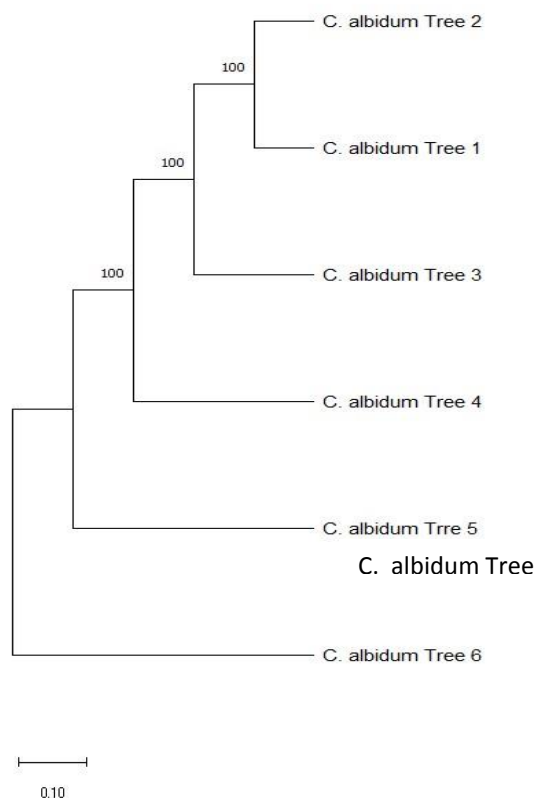 C. albidum Tree 2
100
C. albidum Tree 1
100
C. albidum Tree 3
100
C. albidum Tree 4
C. albidum Trre 5
C. albidum Tree
C. albidum Tree 6
0.10